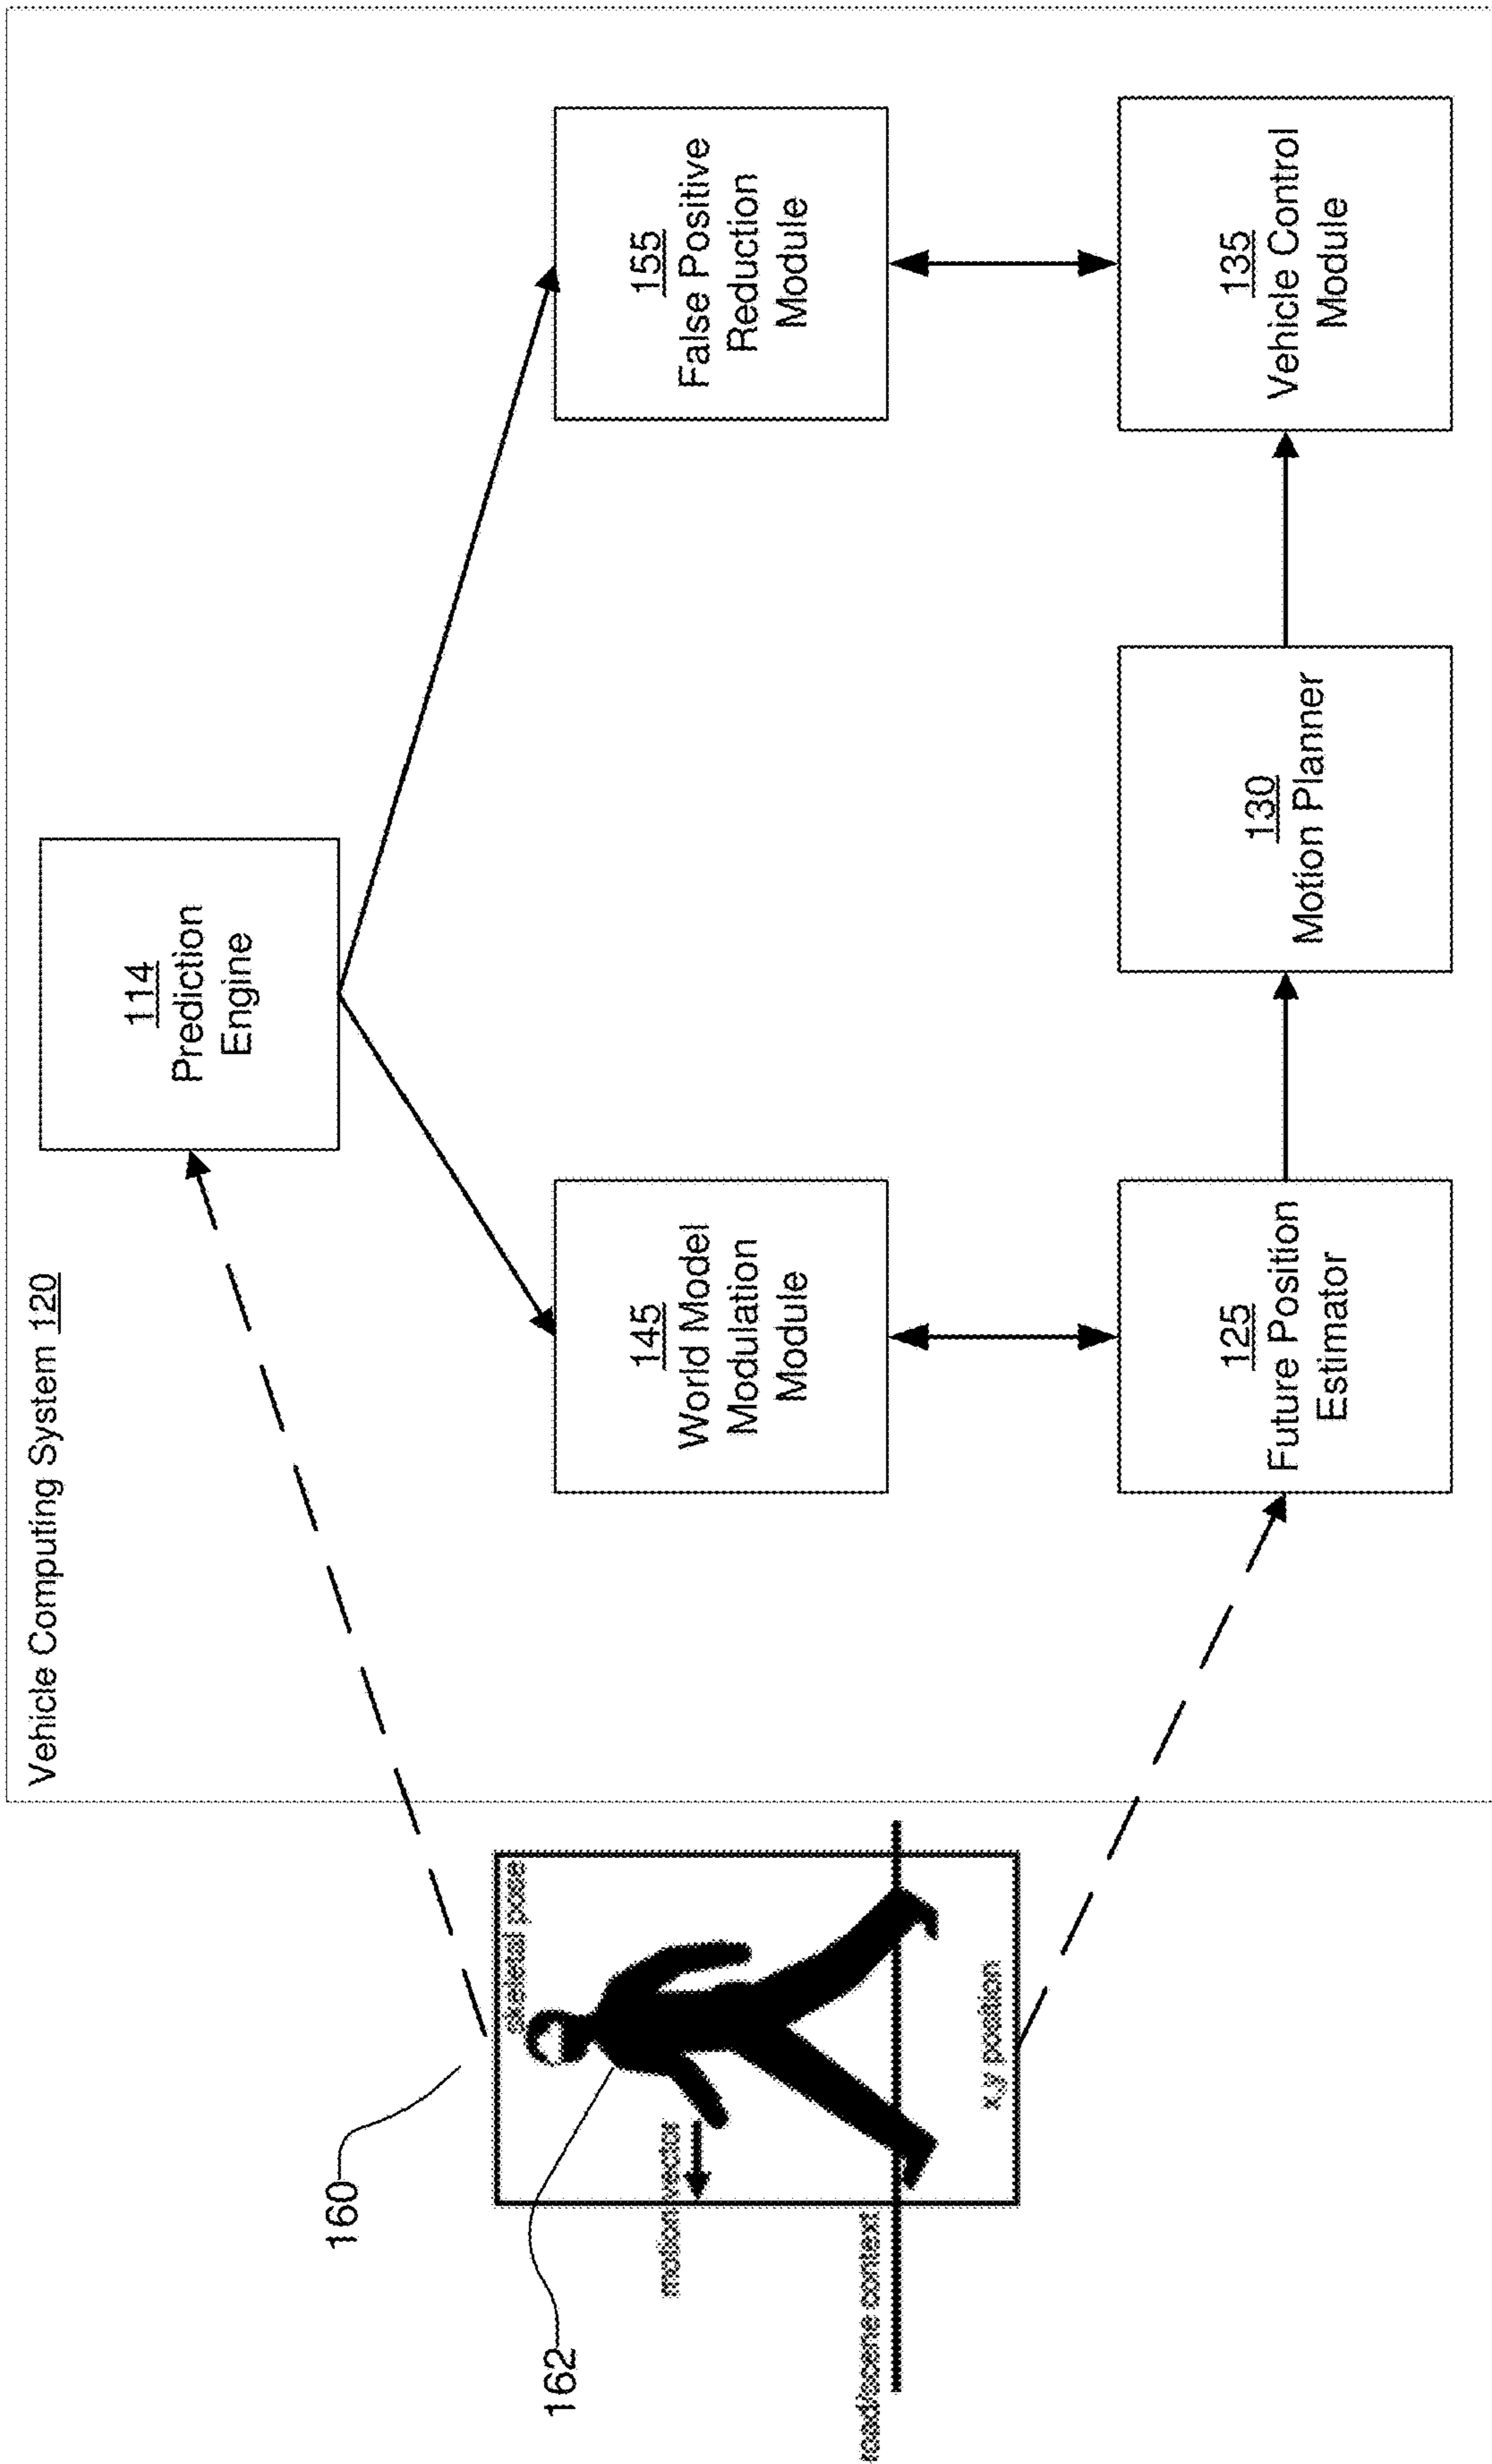 Vehicle Computing System 120
114
Prediction
Engine
160
skeletal pose
162
motion vector
road/scene context
x,y position
145
World Model
Modulation
Module
155
False Positive
Reduction
Module
125
Future Position
Estimator
130
Motion Planner
135
Vehicle Control
Module